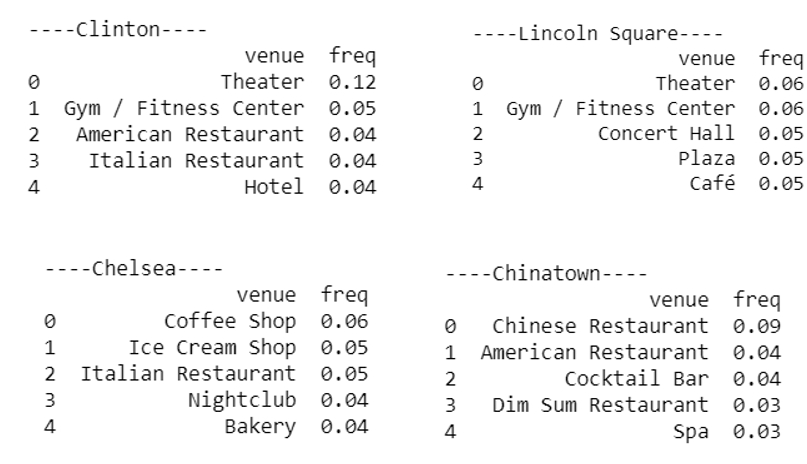 ----Clinton----
venue freq
0 Theater 0.12
1 Gym / Fitness Center 0.05
2 American Restaurant 0.04
3 Italian Restaurant 0.04
4 Hotel 0.04
----Lincoln Square----
venue freq
0 Theater 0.06
1 Gym / Fitness Center 0.06
2 Concert Hall 0.05
3 Plaza 0.05
4 Café 0.05
----Chelsea----
venue freq
0 Coffee Shop 0.06
1 Ice Cream Shop 0.05
2 Italian Restaurant 0.05
3 Nightclub 0.04
4 Bakery 0.04
----Chinatown----
venue freq
0 Chinese Restaurant 0.09
1 American Restaurant 0.04
2 Cocktail Bar 0.04
3 Dim Sum Restaurant 0.03
4 Spa 0.03